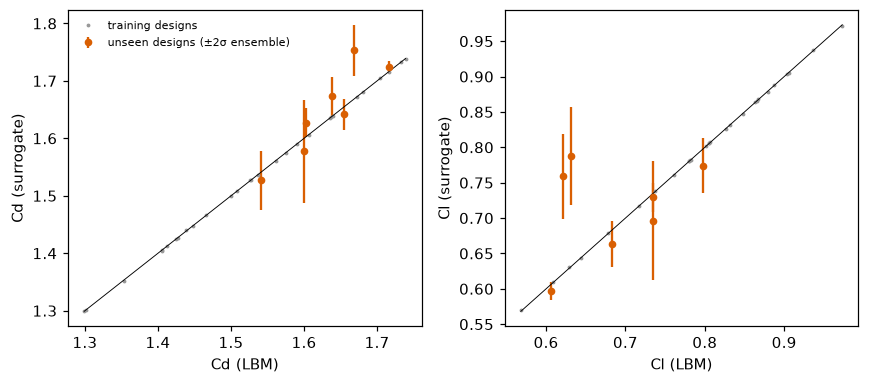 1.8
1.7
1.6
1.5
1.4
1.3
Cd (surrogate)
training designs
unseen designs (±2σ ensemble)
1.3 1.4 1.5 1.6 1.7
Cd (LBM)
0.95
0.90
0.85
0.80
0.75
0.70
0.65
0.60
0.55
Cl (surrogate)
0.6 0.7 0.8 0.9
Cl (LBM)